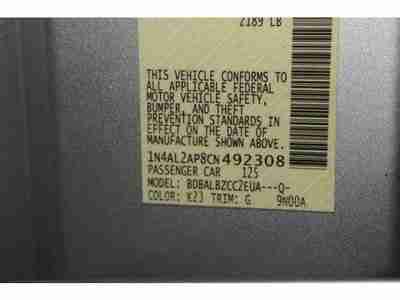 2189 LB
THIS VEHICLE CONFORMS TO
ALL APPLICABLE FEDERAL
MOTOR VEHICLE SAFETY,
BUMPER, AND THEFT
PREVENTION STANDARDS
IN EFFECT ON THE DATE
OF MANUFACTURE SHOWN
ABOVE.
1N4AL2AP8CN492308
PASSENGER CAR 125
MODEL: BDBALBZCC2EUA---Q-
COLOR: K23 TRIM: G 9N00A